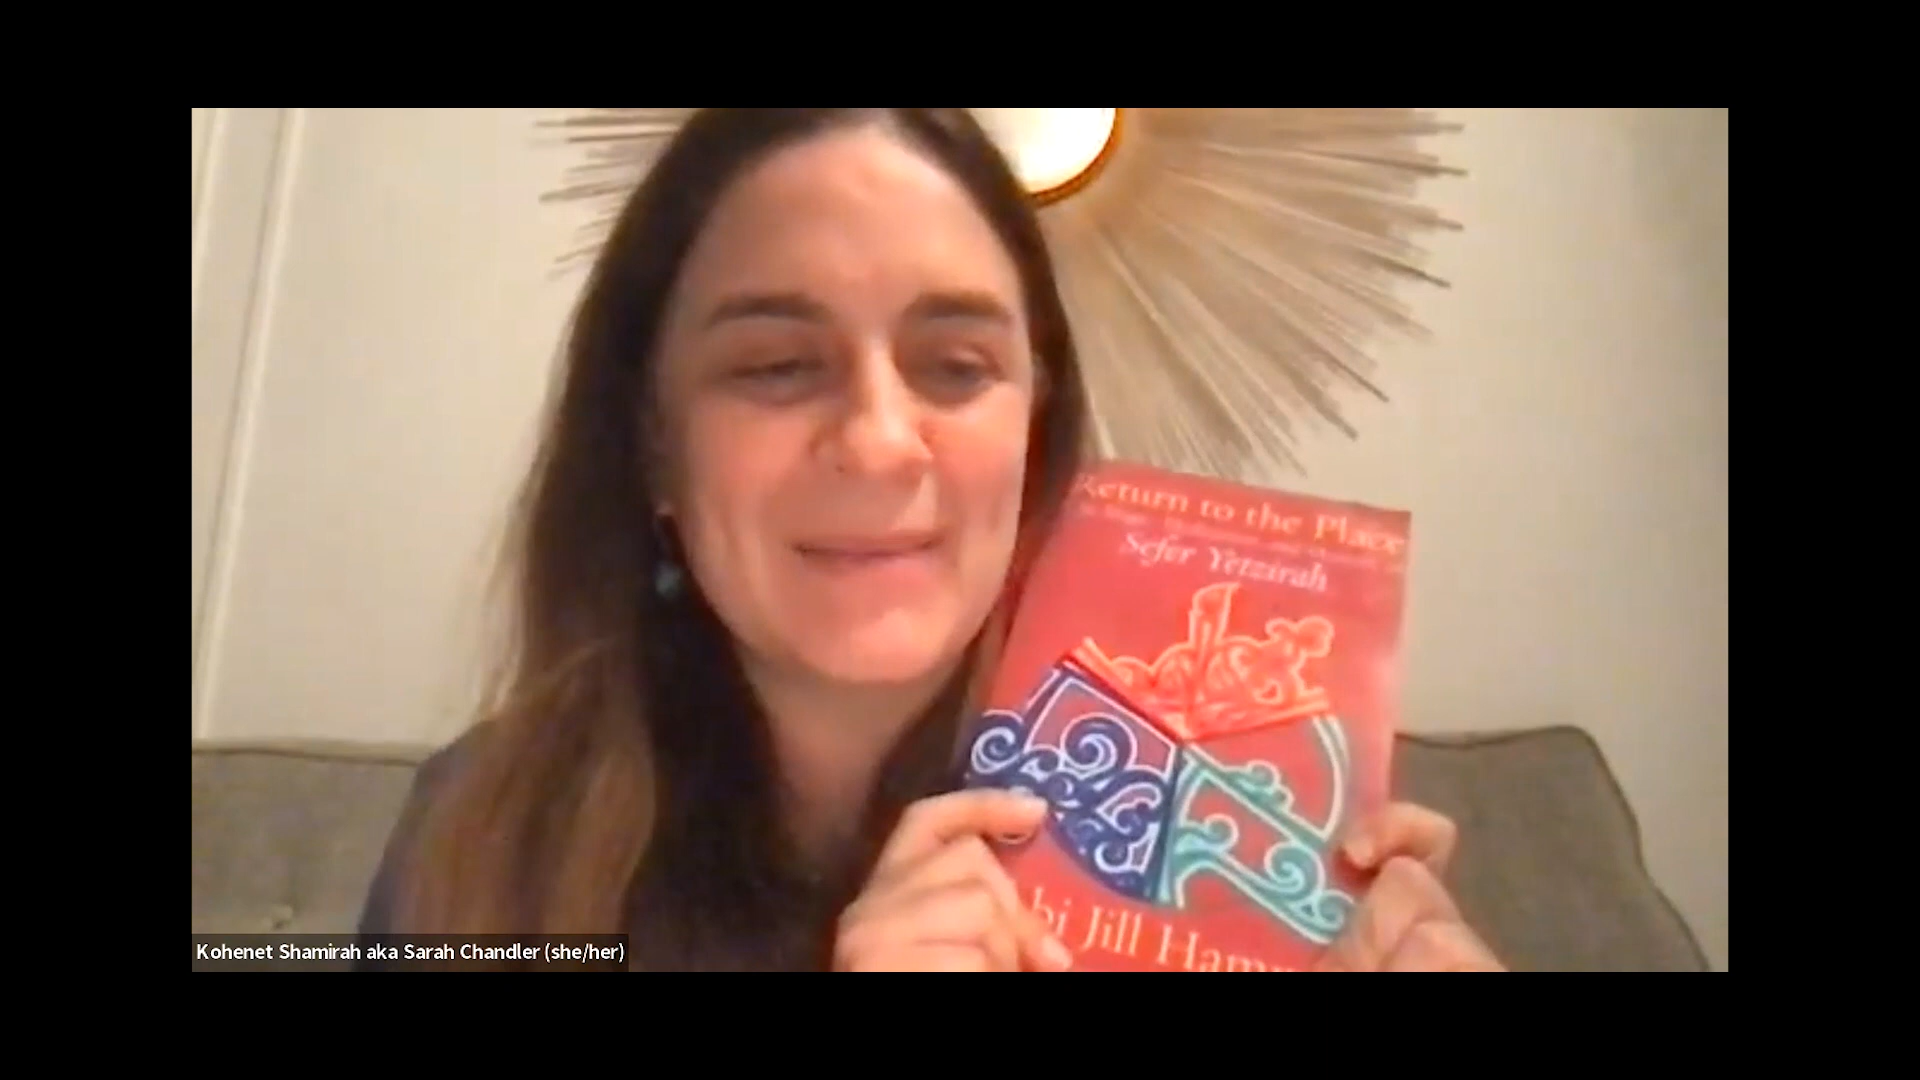 Return to the Place
Sefer Yetzirah
Jill
Kohenet Shamirah aka Sarah Chandler (she/her)